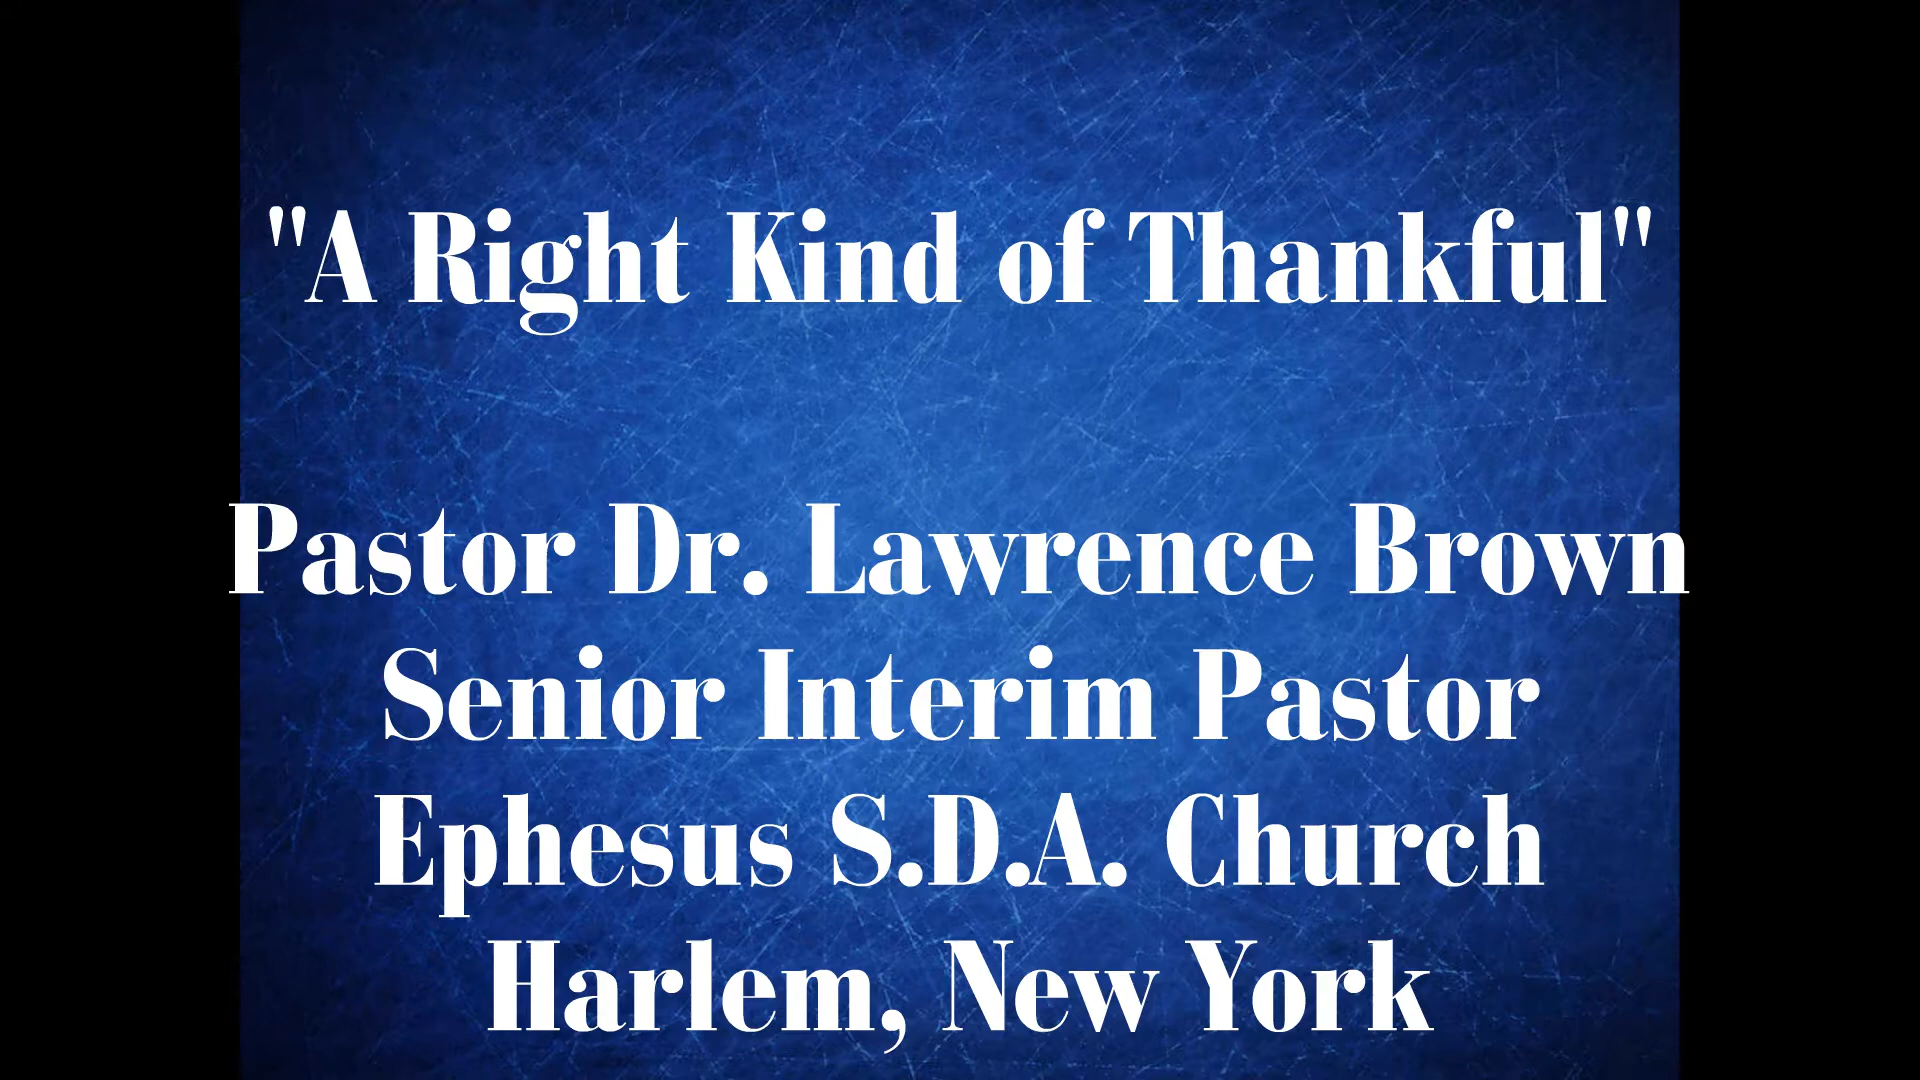 "A Right Kind of Thankful"
Pastor Dr. Lawrence Brown
Senior Interim Pastor
Ephesus S.D.A. Church
Harlem, New York